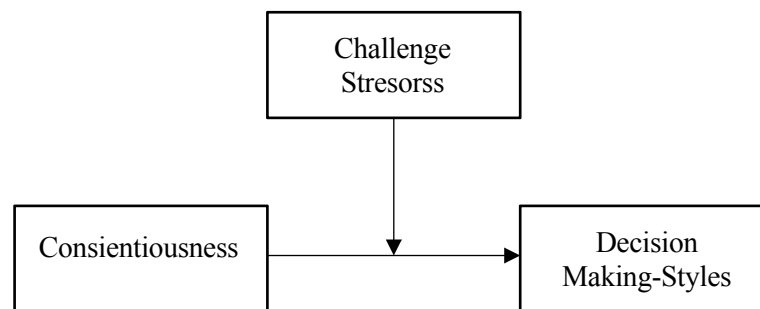 Challenge
Stresorss
Consientiousness
Decision
Making-Styles